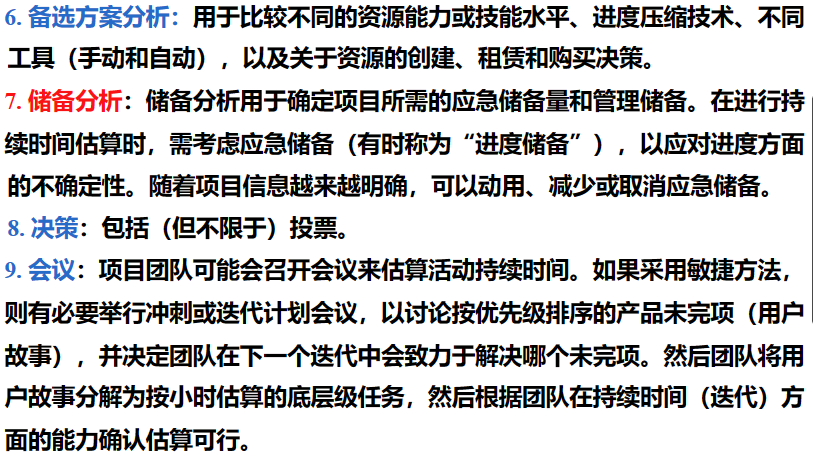 6. 备选方案分析：用于比较不同的资源能力或技能水平、进度压缩技术、不同
工具（手动和自动），以及关于资源的创建、租赁和购买决策。
7. 储备分析：储备分析用于确定项目所需的应急储备量和管理储备。在进行持
续时间估算时，需考虑应急储备（有时称为“进度储备”），以应对进度方面
的不确定性。随着项目信息越来越明确，可以动用、减少或取消应急储备。
8. 决策：包括（但不限于）投票。
9. 会议：项目团队可能会召开会议来估算活动持续时间。如果采用敏捷方法，
则有必要举行冲刺或迭代计划会议，以讨论按优先级排序的产品未完项（用户
故事），并决定团队在下一个迭代中会致力于解决哪个未完项。然后团队将用
户故事分解为按小时估算的底层级任务，然后根据团队在持续时间（迭代）方
面的能力确认估算可行。